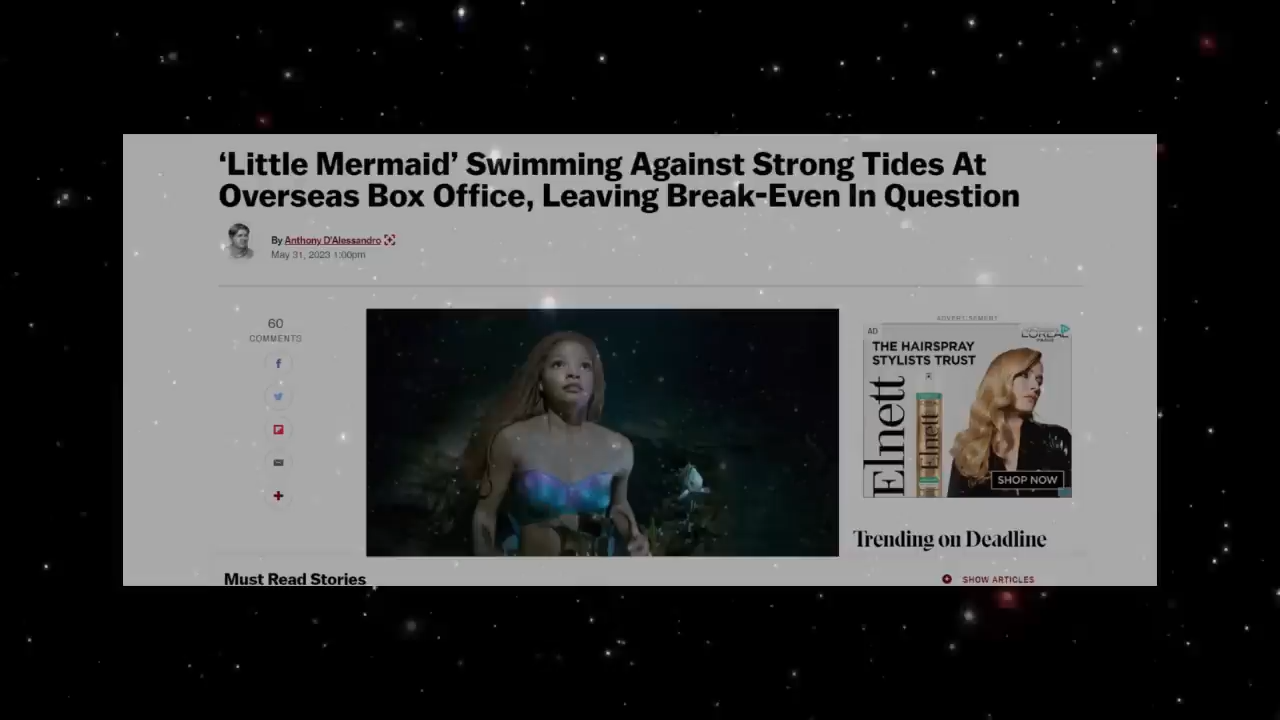 ‘Little Mermaid’ Swimming Against Strong Tides At
Overseas Box Office, Leaving Break-Even In Question
By Anthony D'Alessandro
May 31, 2023 1:00pm
60
COMMENTS
ADVERTISEMENT
AD
L'ORÉAL
PARIS
THE HAIRSPRAY
STYLISTS TRUST
Elnett
Elnett
SHOP NOW
Trending on Deadline
Must Read Stories
SHOW ARTICLES